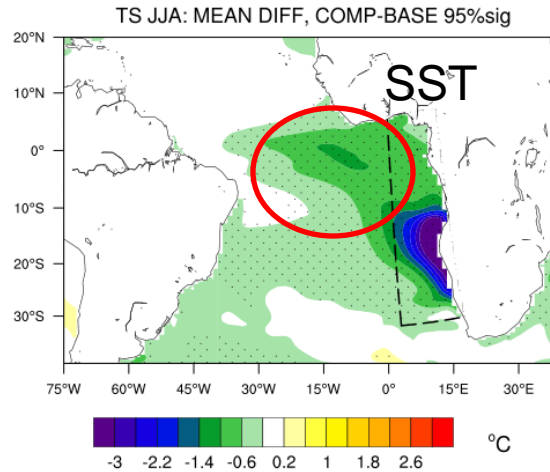 TS JJA: MEAN DIFF, COMP-BASE 95%sig
SST
20°N
10°N
0°
10°S
20°S
30°S
75°W 60°W 45°W 30°W 15°W 0° 15°E 30°E
-3 -2.2 -1.4 -0.6 0.2 1 1.8 2.6
°C